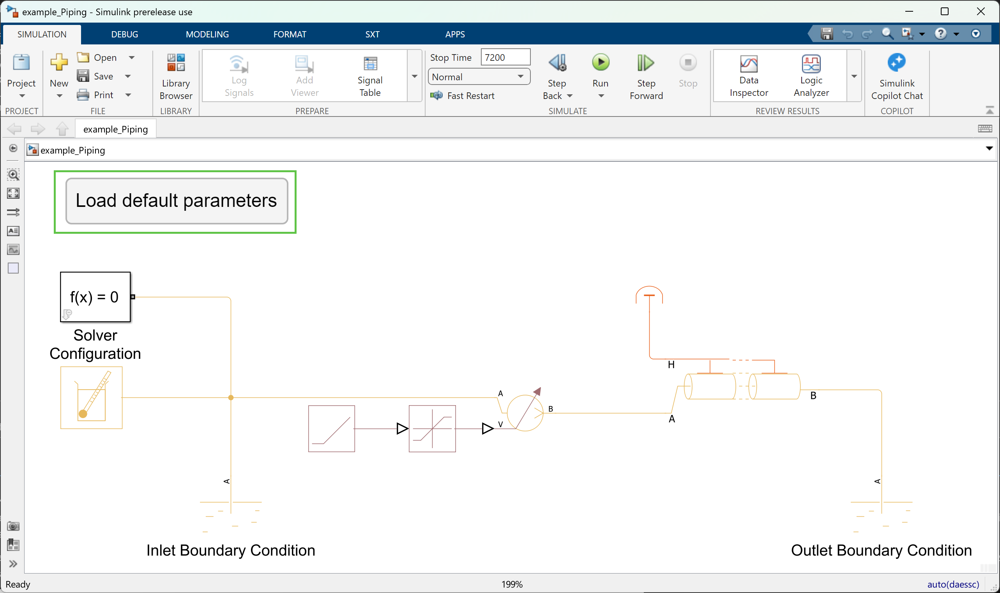 example_Piping - Simulink prerelease use
SIMULATION
DEBUG
MODELING
FORMAT
SXT
APPS
Project
PROJECT
New
Open
Save
Print
FILE
Library
Browser
LIBRARY
Log
Signals
Add
Viewer
Signal
Table
PREPARE
Stop Time
7200
Normal
Fast Restart
Step
Back
Run
Step
Forward
Stop
SIMULATE
Data
Inspector
Logic
Analyzer
REVIEW RESULTS
Simulink
Copilot Chat
COPILOT
example_Piping
example_Piping
Load default parameters
f(x) = 0
Solver
Configuration
H
A
B
V
A
B
A
A
Inlet Boundary Condition
Outlet Boundary Condition
Ready
199%
auto(daessc)